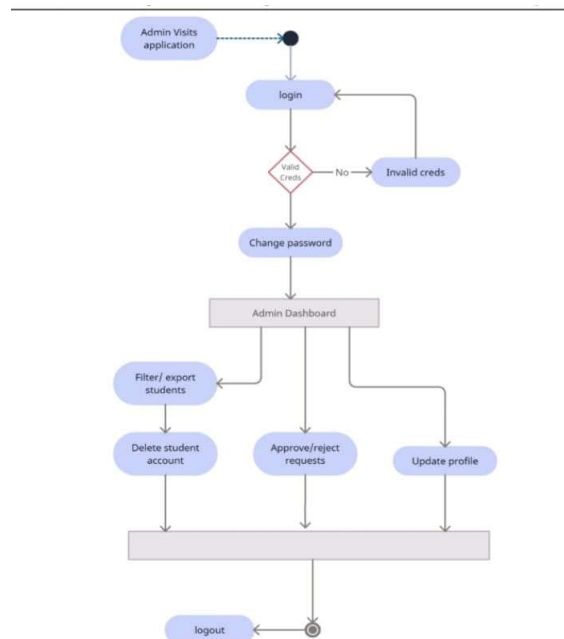 Admin Visits
application
login
Valid
Creds
No
Invalid creds
Change password
Admin Dashboard
Filter/ export
students
Delete student
account
Approve/reject
requests
Update profile
logout